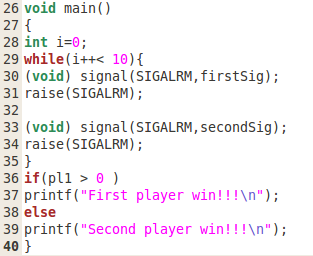 26 void main()
27 {
28 int i=0;
29 while(i++< 10){
30 (void) signal(SIGALRM,firstSig);
31 raise(SIGALRM);
32
33 (void) signal(SIGALRM,secondSig);
34 raise(SIGALRM);
35 }
36 if(pl1 > 0 )
37 printf("First player win!!!\n");
38 else
39 printf("Second player win!!!\n");
40 }